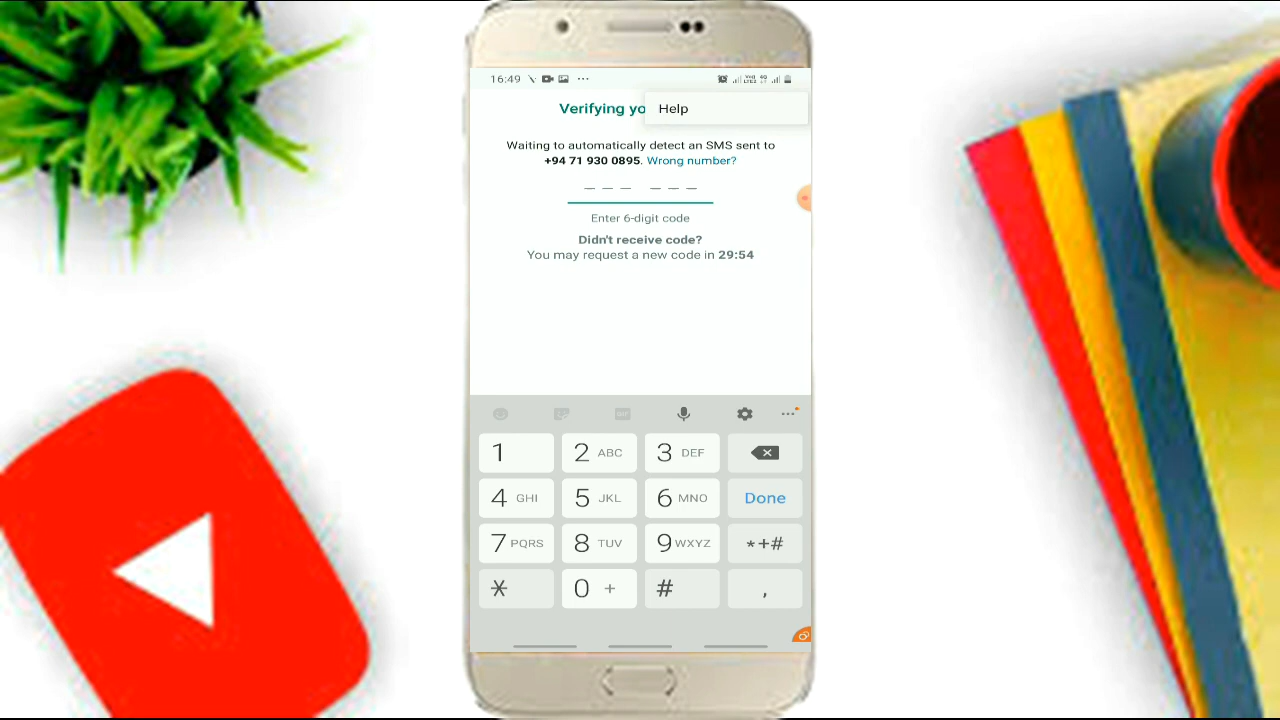 16:49
Verifying yo
Help
Waiting to automatically detect an SMS sent to
+94 71 930 0895. Wrong number?
Enter 6-digit code
Didn't receive code?
You may request a new code in 29:54
GIF
1
2 ABC
3 DEF
4 GHI
5 JKL
6 MNO
Done
7 PQRS
8 TUV
9 WXYZ
*+#
*
0 +
#
,